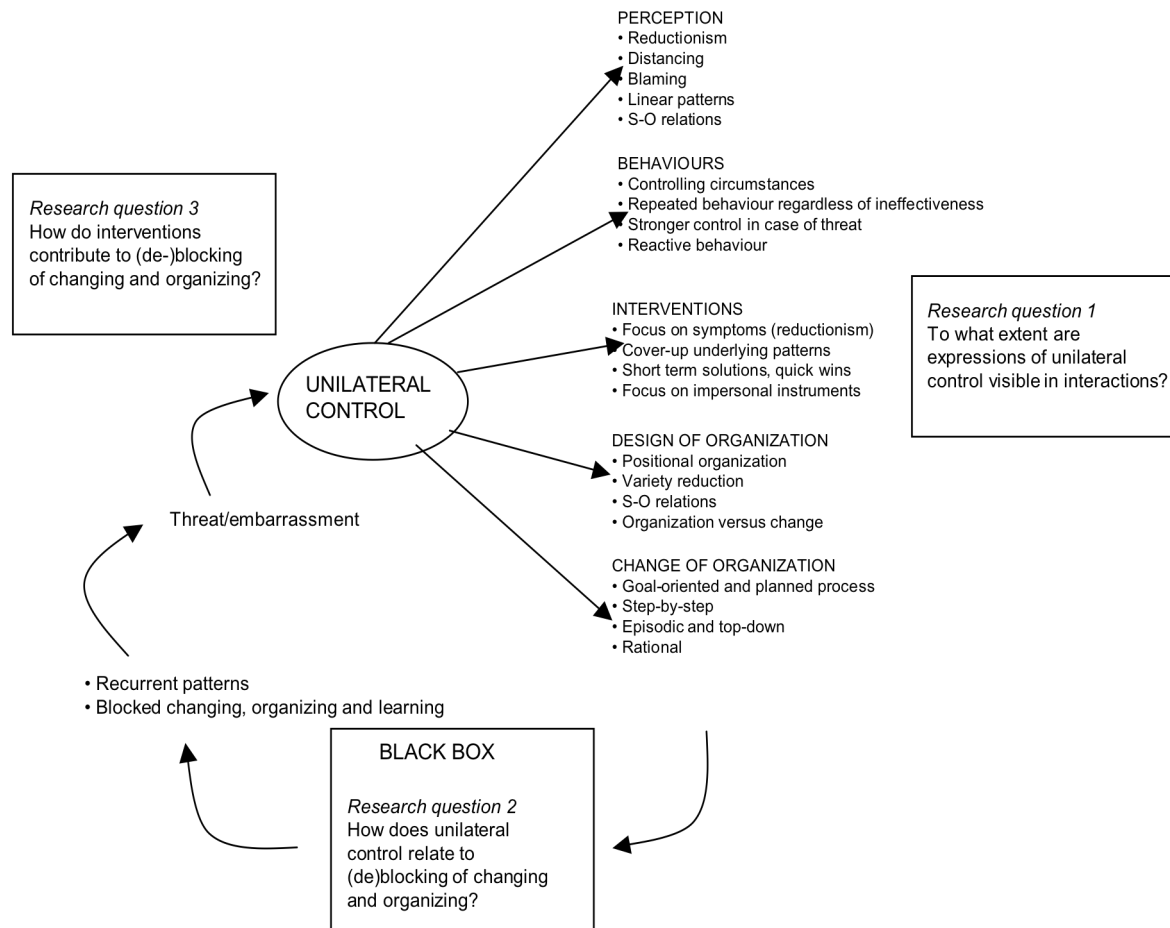 PERCEPTION
• Reductionism
• Distancing
• Blaming
• Linear patterns
• S-O relations
BEHAVIOURS
• Controlling circumstances
• Repeated behaviour regardless of ineffectiveness
• Stronger control in case of threat
• Reactive behaviour
Research question 3
How do interventions
contribute to (de-)blocking
of changing and organizing?
INTERVENTIONS
• Focus on symptoms (reductionism)
• Cover-up underlying patterns
• Short term solutions, quick wins
• Focus on impersonal instruments
Research question 1
To what extent are
expressions of unilateral
control visible in interactions?
UNILATERAL
CONTROL
DESIGN OF ORGANIZATION
• Positional organization
• Variety reduction
• S-O relations
• Organization versus change
Threat/embarrassment
CHANGE OF ORGANIZATION
• Goal-oriented and planned process
• Step-by-step
• Episodic and top-down
• Rational
• Recurrent patterns
• Blocked changing, organizing and learning
BLACK BOX
Research question 2
How does unilateral
control relate to
(de)blocking of changing
and organizing?